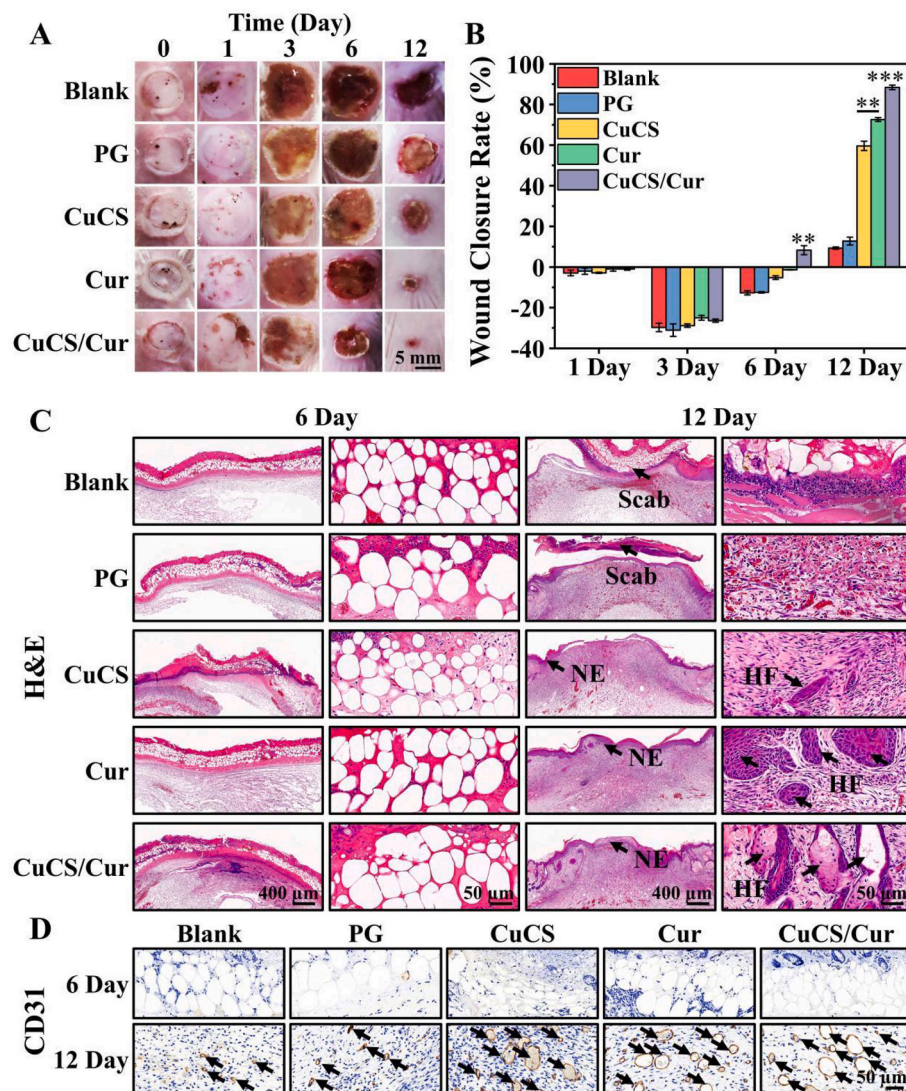 A
Time (Day)
0 1 3 6 12
Blank
PG
CuCS
Cur
CuCS/Cur
5 mm
B
Wound Closure Rate (%)
100
80
60
40
20
0
-20
-40
Blank
PG
CuCS
Cur
CuCS/Cur
**
**
***
1 Day 3 Day 6 Day 12 Day
C
6 Day 12 Day
H&E
Blank
Scab
PG
Scab
CuCS
NE
HF
Cur
NE
HF
CuCS/Cur
NE
HF
400 μm 50 μm 400 μm 50 μm
D
Blank PG CuCS Cur CuCS/Cur
CD31
6 Day
12 Day
50 μm